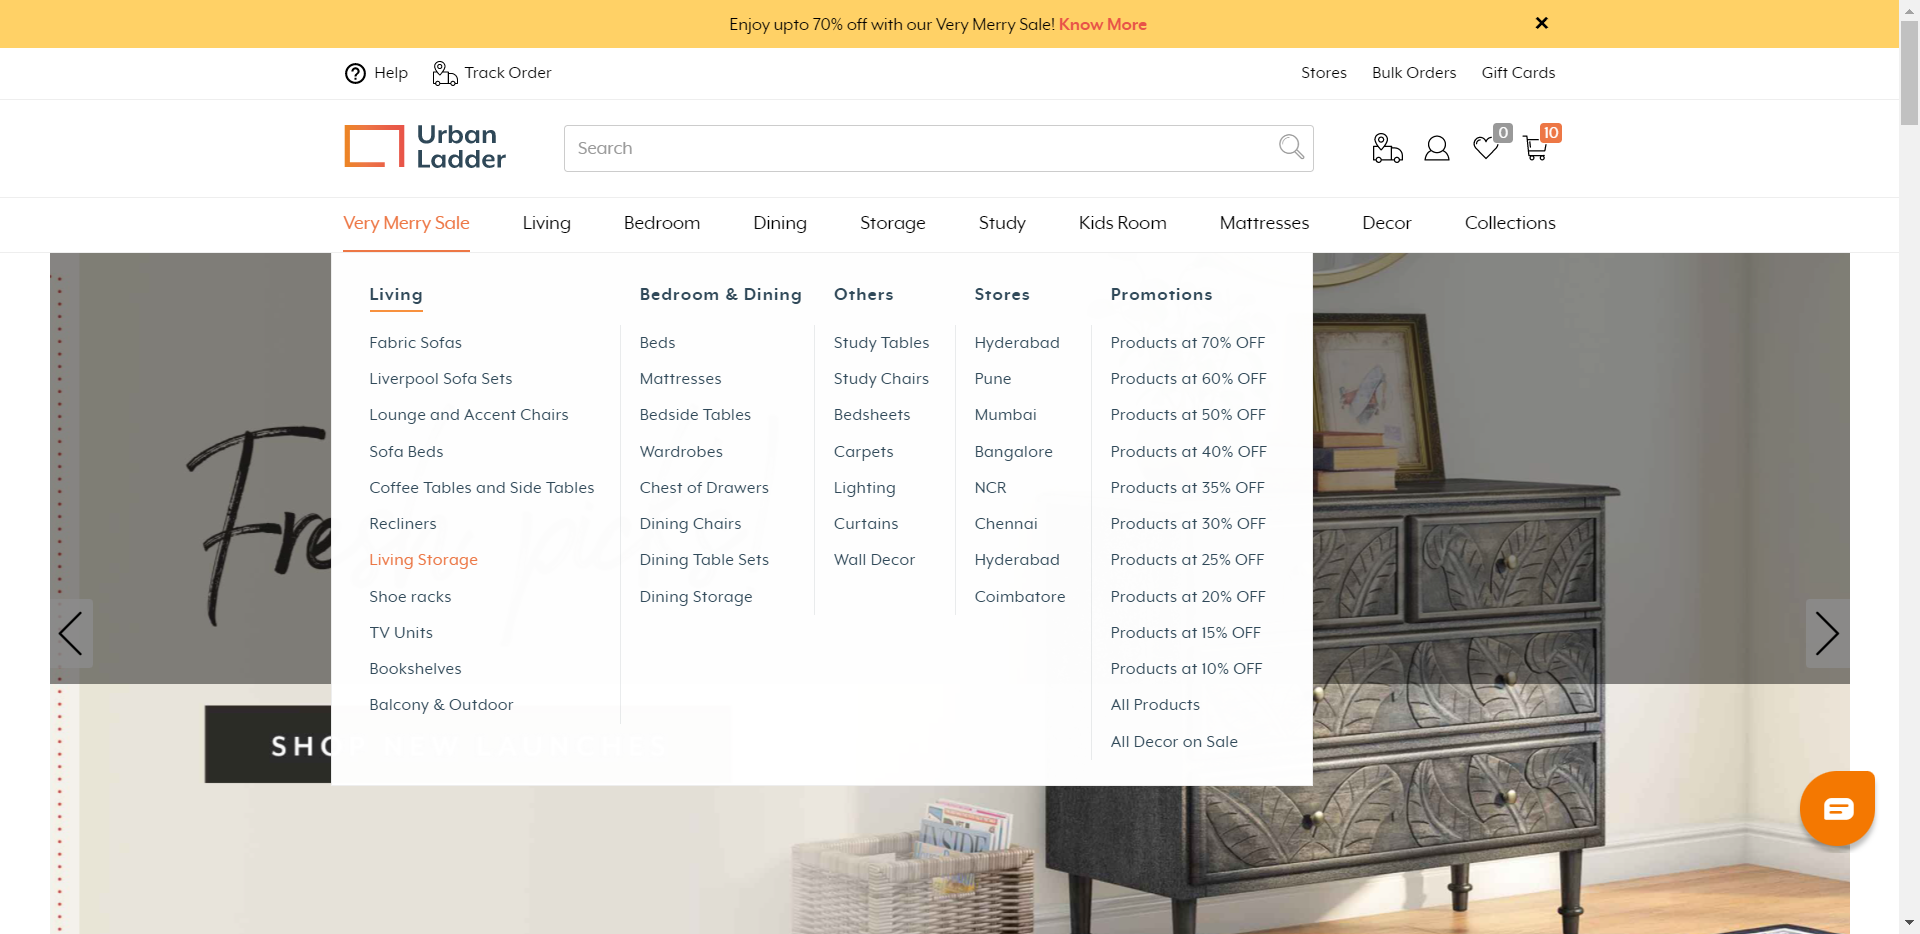 Enjoy upto 70% off with our Very Merry Sale! Know More
Help
Track Order
Stores
Bulk Orders
Gift Cards
Urban
Ladder
Search
0
10
Very Merry Sale
Living
Bedroom
Dining
Storage
Study
Kids Room
Mattresses
Decor
Collections
Living
Fabric Sofas
Liverpool Sofa Sets
Lounge and Accent Chairs
Sofa Beds
Coffee Tables and Side Tables
Recliners
Living Storage
Shoe racks
TV Units
Bookshelves
Balcony & Outdoor
Bedroom & Dining
Beds
Mattresses
Bedside Tables
Wardrobes
Chest of Drawers
Dining Chairs
Dining Table Sets
Dining Storage
Others
Study Tables
Study Chairs
Bedsheets
Carpets
Lighting
Curtains
Wall Decor
Stores
Hyderabad
Pune
Mumbai
Bangalore
NCR
Chennai
Hyderabad
Coimbatore
Promotions
Products at 70% OFF
Products at 60% OFF
Products at 50% OFF
Products at 40% OFF
Products at 35% OFF
Products at 30% OFF
Products at 25% OFF
Products at 20% OFF
Products at 15% OFF
Products at 10% OFF
All Products
All Decor on Sale
Fresh picks!
SHOP NEW LAUNCHES
INSIDE